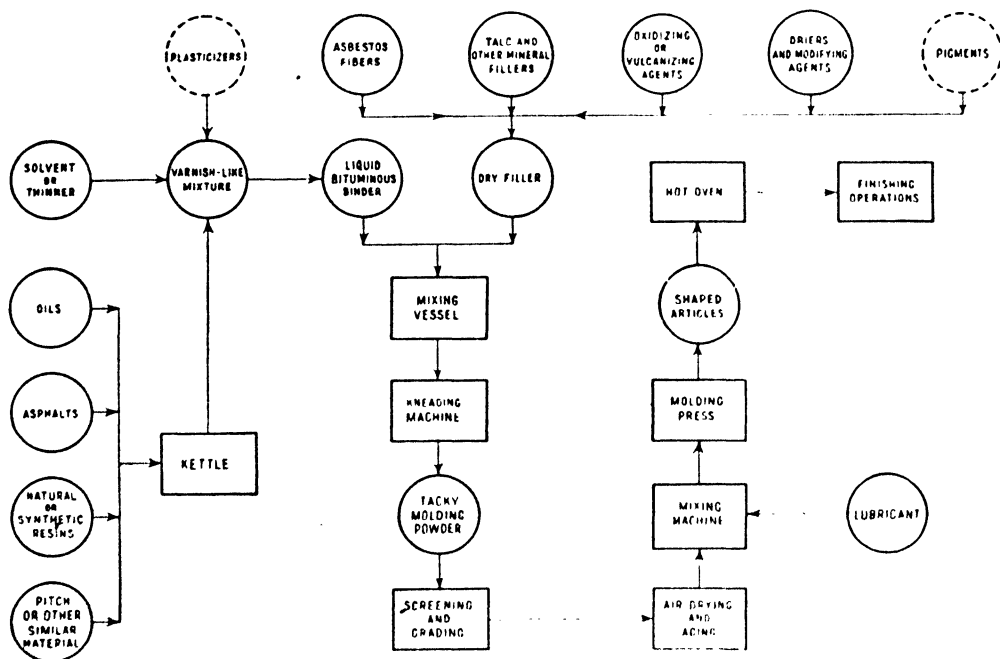 PLASTICIZERS
ASBESTOS
FIBERS
TALC AND
OTHER MINERAL
FILLERS
OXIDIZING
OR
VULCANIZING
AGENTS
DRIERS
AND MODIFYING
AGENTS
PIGMENTS
SOLVENT
OR
THINNER
VARNISH-LIKE
MIXTURE
LIQUID
BITUMINOUS
BINDER
DRY FILLER
HOT OVEN
FINISHING
OPERATIONS
OILS
MIXING
VESSEL
SHAPED
ARTICLES
ASPHALTS
KNEADING
MACHINE
MOLDING
PRESS
KETTLE
NATURAL
OR
SYNTHETIC
RESINS
TACKY
MOLDING
POWDER
MIXING
MACHINE
LUBRICANT
PITCH
OR OTHER
SIMILAR
MATERIAL
SCREENING
AND
GRADING
AIR DRYING
AND
AGING